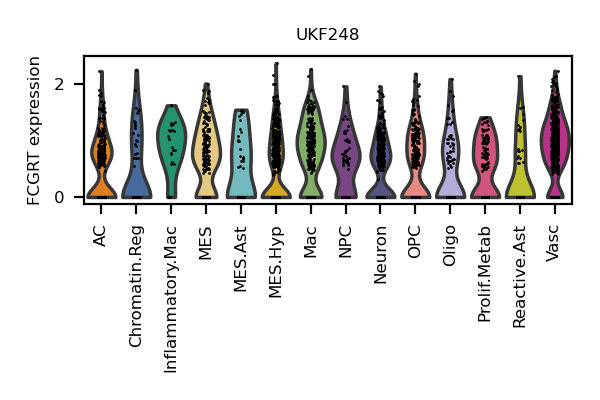 UKF248
FCGRT expression
2
0
AC
Chromatin.Reg
Inflammatory.Mac
MES
MES.Ast
MES.Hyp
Mac
NPC
Neuron
OPC
Oligo
Prolif.Metab
Reactive.Ast
Vasc